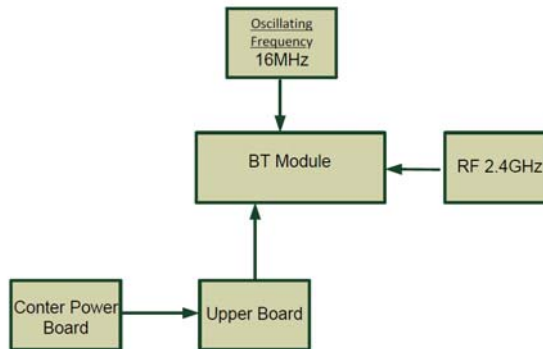 Oscillating
Frequency
16MHz
BT Module
RF 2.4GHz
Conter Power
Board
Upper Board